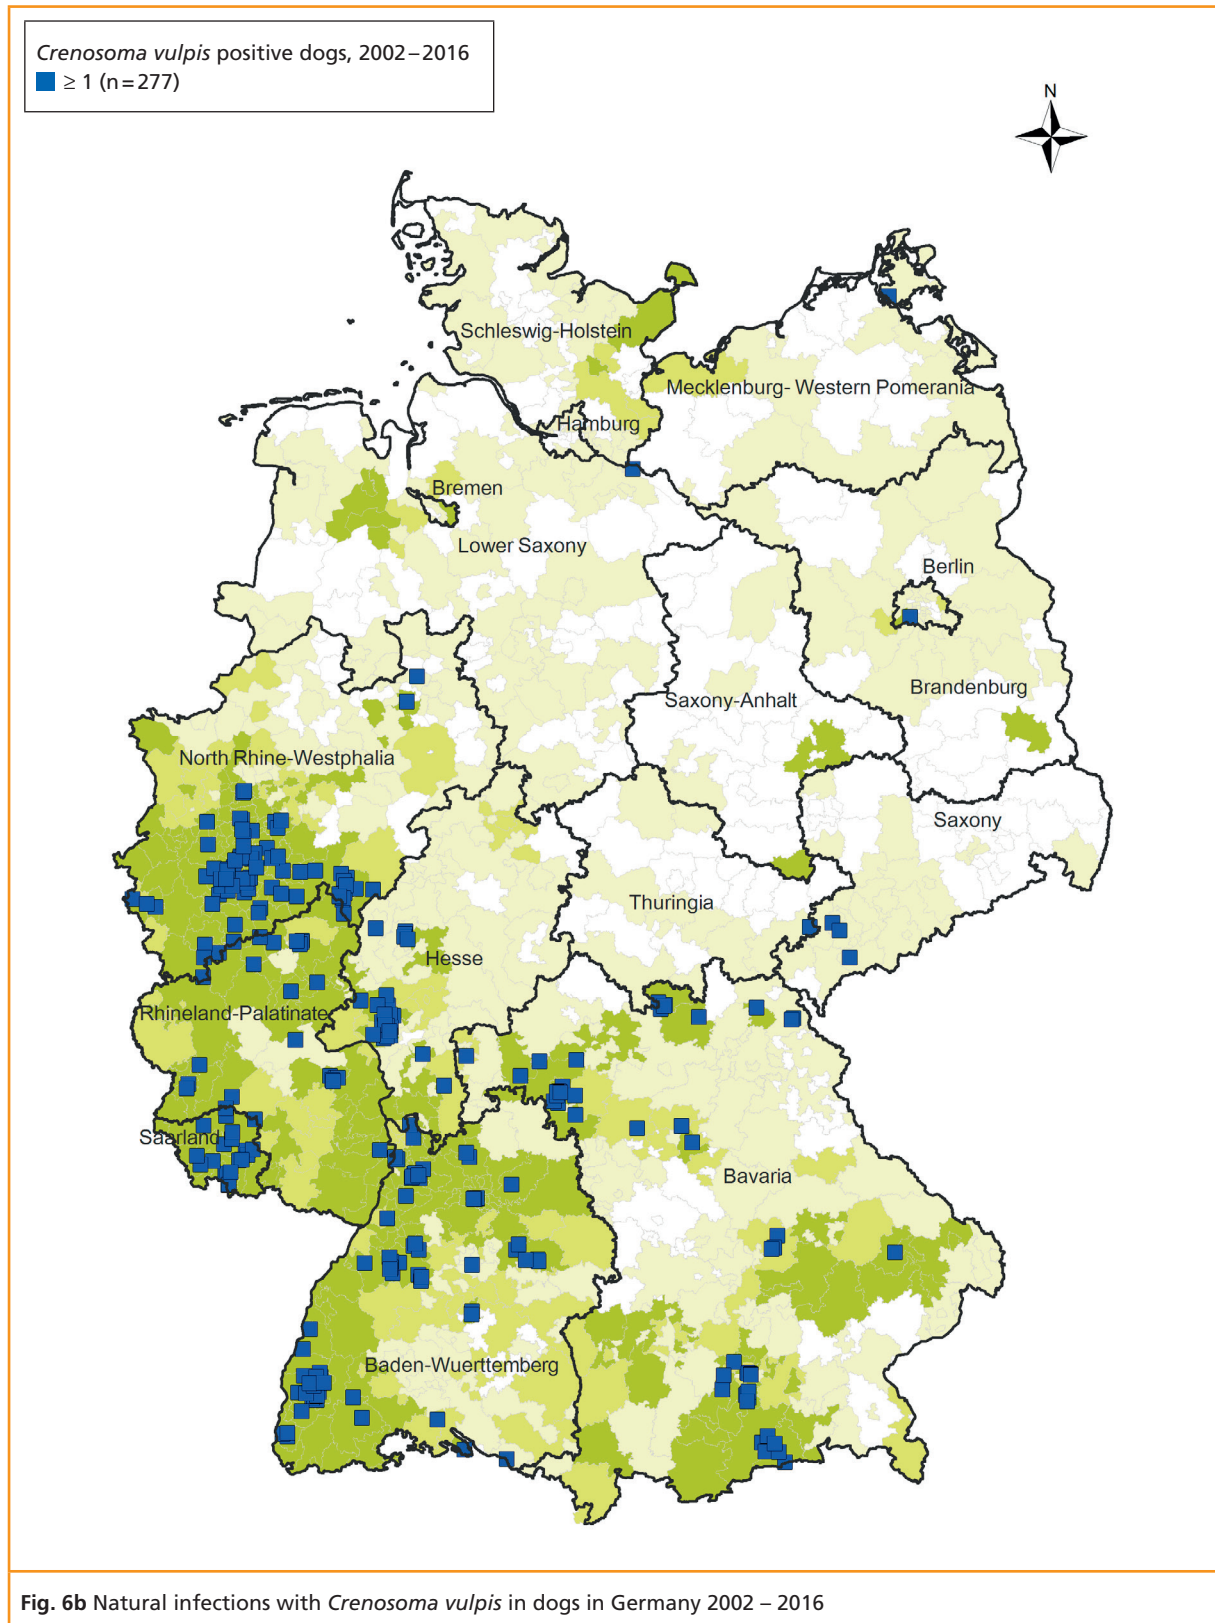 Crenosoma vulpis positive dogs, 2002–2016
≥ 1 (n=277)
N
Schleswig-Holstein
Mecklenburg- Western Pomerania
Hamburg
Bremen
Lower Saxony
Berlin
Brandenburg
Saxony-Anhalt
North Rhine-Westphalia
Saxony
Thuringia
Hesse
Rhineland-Palatinate
Saarland
Bavaria
Baden-Wuerttemberg
Fig. 6b Natural infections with Crenosoma vulpis in dogs in Germany 2002 – 2016